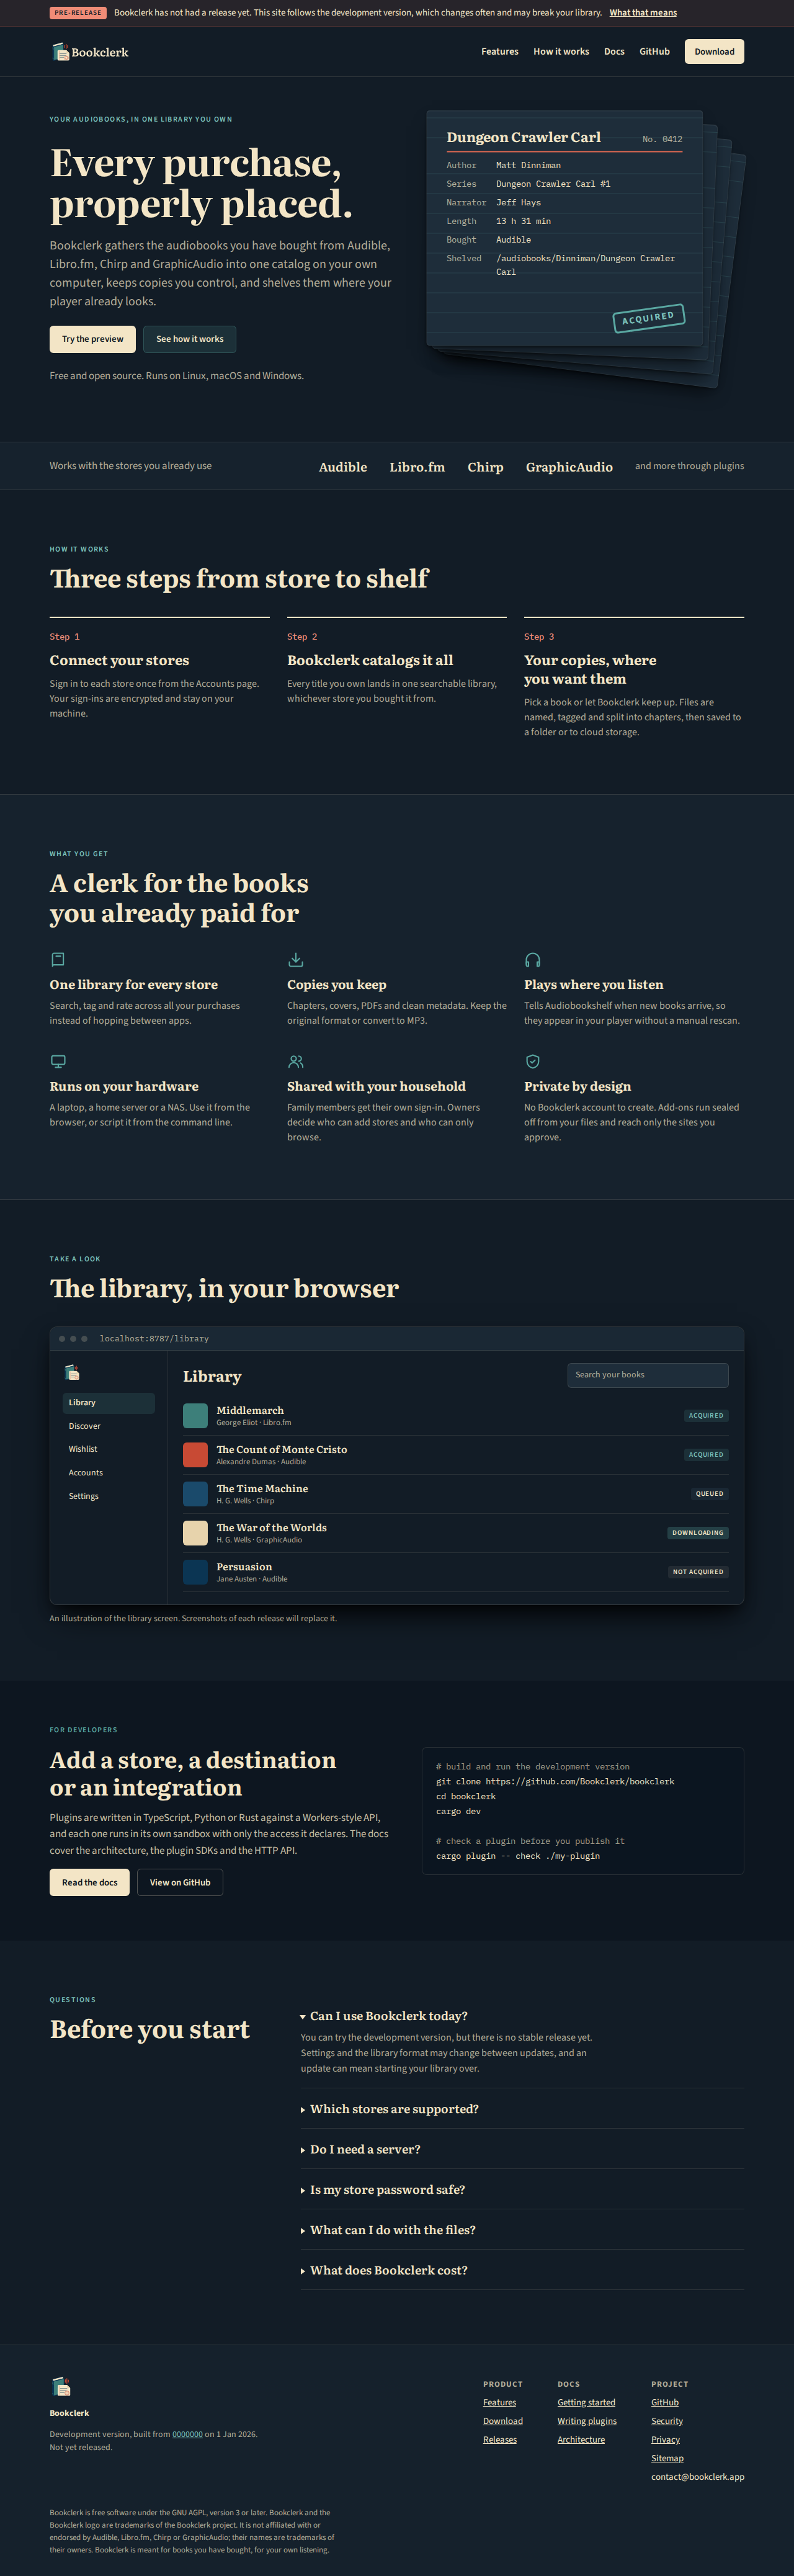 PRE-RELEASE Bookclerk has not had a release yet. This site follows the development version, which changes often and may break your library. What that means
Bookclerk Features How it works Docs GitHub Download
YOUR AUDIOBOOKS, IN ONE LIBRARY YOU OWN
Every purchase,
properly placed.
Bookclerk gathers the audiobooks you have bought from Audible,
Libro.fm, Chirp and GraphicAudio into one catalog on your own
computer, keeps copies you control, and shelves them where your
player already looks.
Try the preview See how it works
Free and open source. Runs on Linux, macOS and Windows.
Dungeon Crawler Carl No. 0412
Author Matt Dinniman
Series Dungeon Crawler Carl #1
Narrator Jeff Hays
Length 13 h 31 min
Bought Audible
Shelved /audiobooks/Dinniman/Dungeon Crawler
Carl
ACQUIRED
Works with the stores you already use Audible Libro.fm Chirp GraphicAudio and more through plugins
HOW IT WORKS
Three steps from store to shelf
Step 1
Connect your stores
Sign in to each store once from the Accounts page.
Your sign-ins are encrypted and stay on your
machine.
Step 2
Bookclerk catalogs it all
Every title you own lands in one searchable library,
whichever store you bought it from.
Step 3
Your copies, where
you want them
Pick a book or let Bookclerk keep up. Files are
named, tagged and split into chapters, then saved to
a folder or to cloud storage.
WHAT YOU GET
A clerk for the books
you already paid for
One library for every store
Search, tag and rate across all your purchases
instead of hopping between apps.
Copies you keep
Chapters, covers, PDFs and clean metadata. Keep the
original format or convert to MP3.
Plays where you listen
Tells Audiobookshelf when new books arrive, so
they appear in your player without a manual rescan.
Runs on your hardware
A laptop, a home server or a NAS. Use it from the
browser, or script it from the command line.
Shared with your household
Family members get their own sign-in. Owners
decide who can add stores and who can only
browse.
Private by design
No Bookclerk account to create. Add-ons run sealed
off from your files and reach only the sites you
approve.
TAKE A LOOK
The library, in your browser
localhost:8787/library
Library
Discover
Wishlist
Accounts
Settings
Library Search your books
Middlemarch
George Eliot · Libro.fm
ACQUIRED
The Count of Monte Cristo
Alexandre Dumas · Audible
ACQUIRED
The Time Machine
H. G. Wells · Chirp
QUEUED
The War of the Worlds
H. G. Wells · GraphicAudio
DOWNLOADING
Persuasion
Jane Austen · Audible
NOT ACQUIRED
An illustration of the library screen. Screenshots of each release will replace it.
FOR DEVELOPERS
Add a store, a destination
or an integration
Plugins are written in TypeScript, Python or Rust against a Workers-style API,
and each one runs in its own sandbox with only the access it declares. The docs
cover the architecture, the plugin SDKs and the HTTP API.
Read the docs View on GitHub
# build and run the development version
git clone https://github.com/Bookclerk/bookclerk
cd bookclerk
cargo dev
# check a plugin before you publish it
cargo plugin -- check ./my-plugin
QUESTIONS
Before you start
Can I use Bookclerk today?
You can try the development version, but there is no stable release yet.
Settings and the library format may change between updates, and an
update can mean starting your library over.
Which stores are supported?
Do I need a server?
Is my store password safe?
What can I do with the files?
What does Bookclerk cost?
Bookclerk
Development version, built from 0000000 on 1 Jan 2026.
Not yet released.
PRODUCT
Features
Download
Releases
DOCS
Getting started
Writing plugins
Architecture
PROJECT
GitHub
Security
Privacy
Sitemap
contact@bookclerk.app
Bookclerk is free software under the GNU AGPL, version 3 or later. Bookclerk and the
Bookclerk logo are trademarks of the Bookclerk project. It is not affiliated with or
endorsed by Audible, Libro.fm, Chirp or GraphicAudio; their names are trademarks of
their owners. Bookclerk is meant for books you have bought, for your own listening.